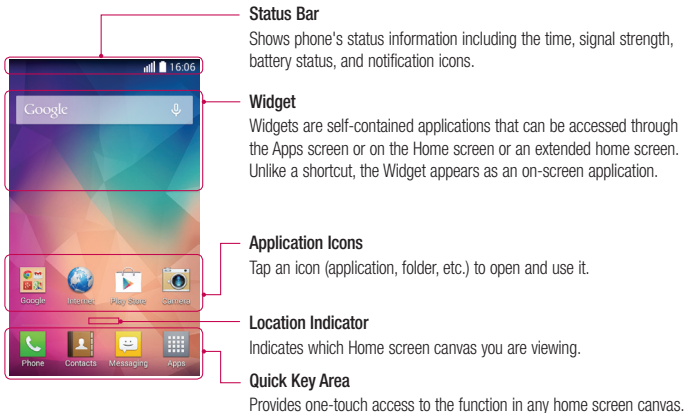 Status Bar
Shows phone's status information including the time, signal strength,
battery status, and notification icons.
16:06
Widget
Google
Widgets are self-contained applications that can be accessed through
the Apps screen or on the Home screen or an extended home screen.
Unlike a shortcut, the Widget appears as an on-screen application.
Application Icons
Tap an icon (application, folder, etc.) to open and use it.
Google Internet Play Store Camera
Location Indicator
Indicates which Home screen canvas you are viewing.
Phone Contacts Messaging Apps
Quick Key Area
Provides one-touch access to the function in any home screen canvas.